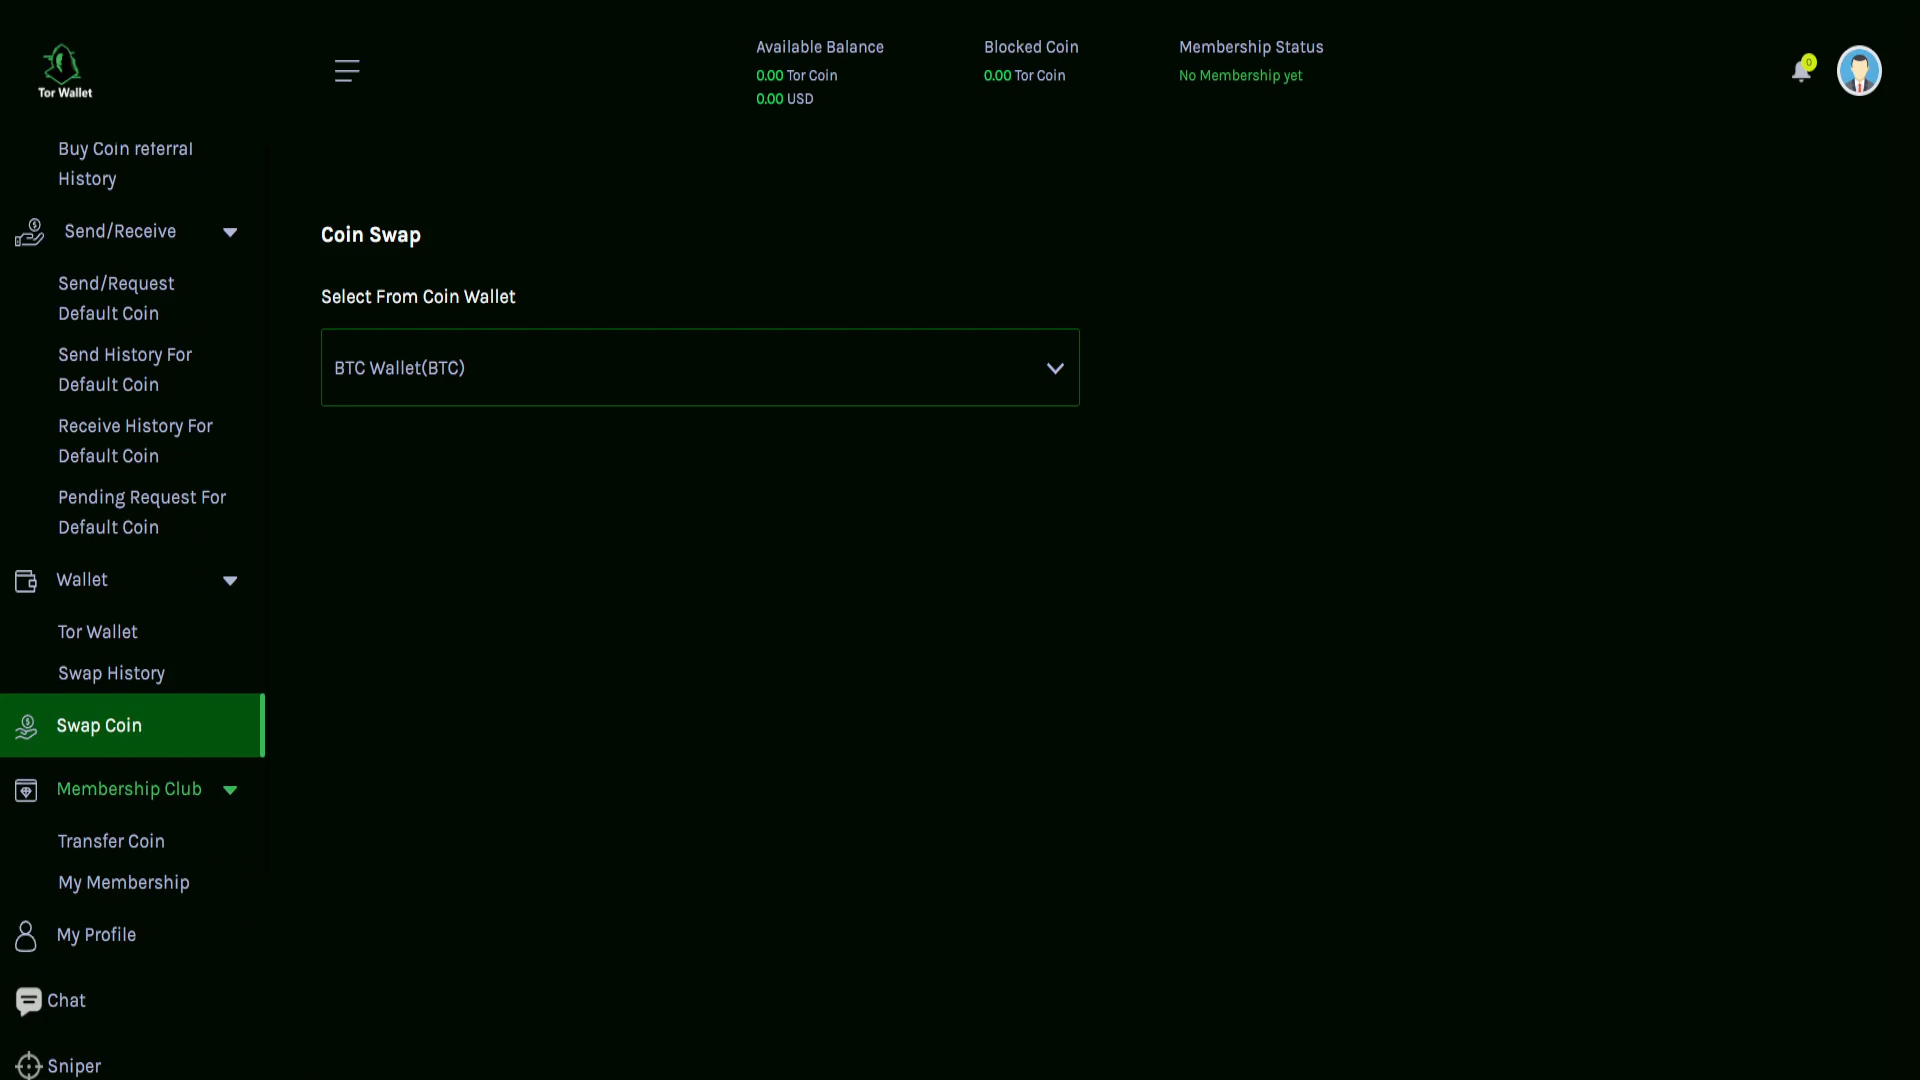 Tor Wallet
Available Balance
0.00 Tor Coin
0.00 USD
Blocked Coin
0.00 Tor Coin
Membership Status
No Membership yet
0
Buy Coin referral
History
Send/Receive
Send/Request
Default Coin
Send History For
Default Coin
Receive History For
Default Coin
Pending Request For
Default Coin
Wallet
Tor Wallet
Swap History
Swap Coin
Membership Club
Transfer Coin
My Membership
My Profile
Chat
Sniper
Coin Swap
Select From Coin Wallet
BTC Wallet(BTC)